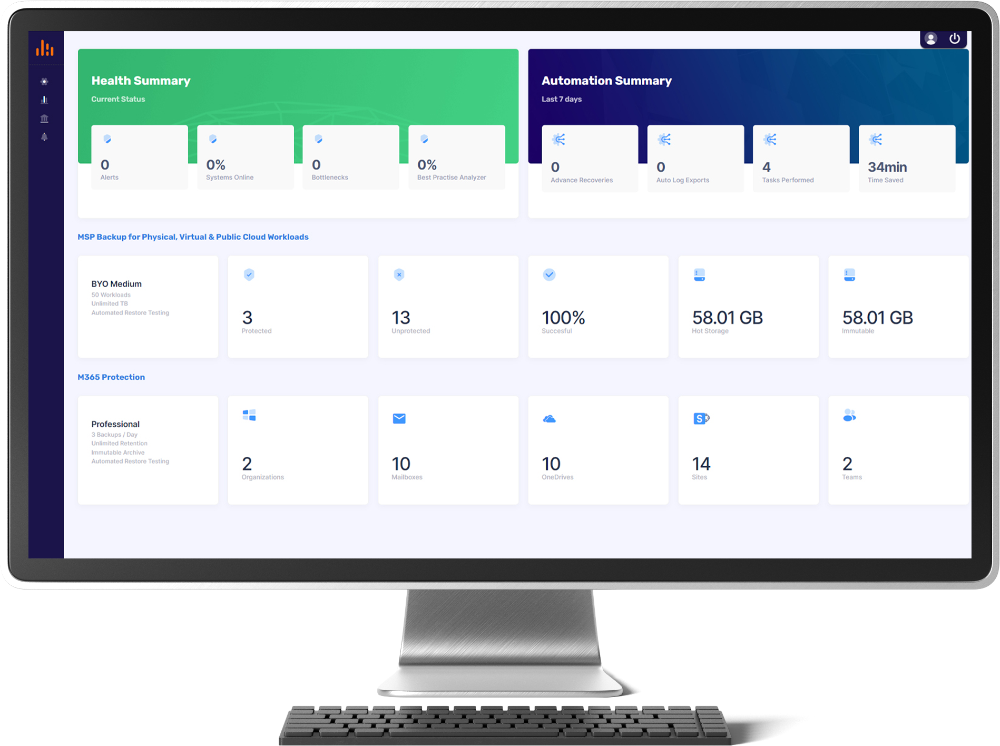 Health Summary
Current Status
0
Alerts
0%
Systems Online
0
Bottlenecks
0%
Best Practise Analyzer
Automation Summary
Last 7 days
0
Advance Recoveries
0
Auto Log Exports
4
Tasks Performed
34min
Time Saved
MSP Backup for Physical, Virtual & Public Cloud Workloads
BYO Medium
50 Workloads
Unlimited TB
Automated Restore Testing
3
Protected
13
Unprotected
100%
Succesful
58.01 GB
Hot Storage
58.01 GB
Immutable
M365 Protection
Professional
3 Backups / Day
Unlimited Retention
Immutable Archive
Automated Restore Testing
2
Organizations
10
Mailboxes
10
OneDrives
S
14
Sites
2
Teams